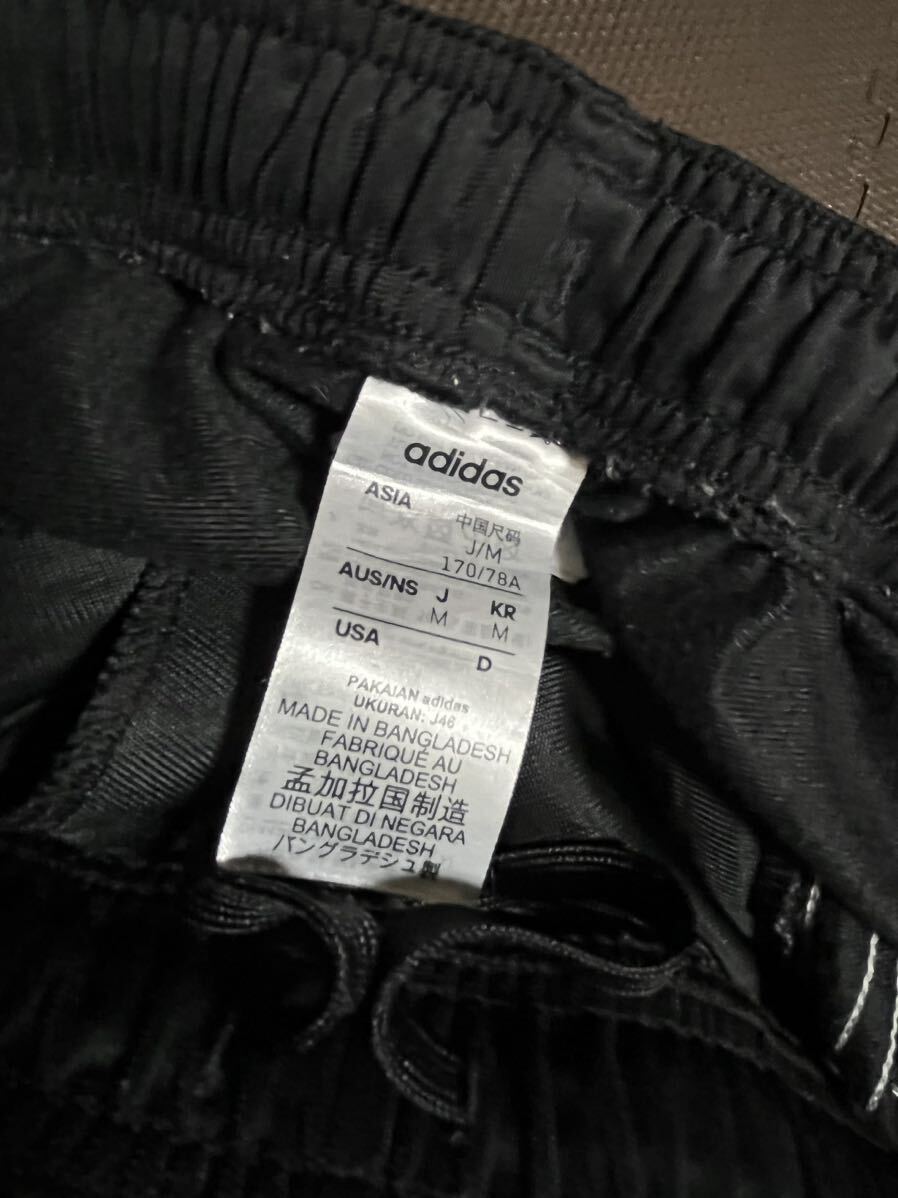 adidas
ASIA 中国尺码
J/M
170/78A
AUS/NS J KR
M M
USA D
PAKAIAN adidas
UKURAN: J46
MADE IN BANGLADESH
FABRIQUÉ AU
BANGLADESH
孟加拉国制造
DIBUAT DI NEGARA
BANGLADESH
バングラデシュ製